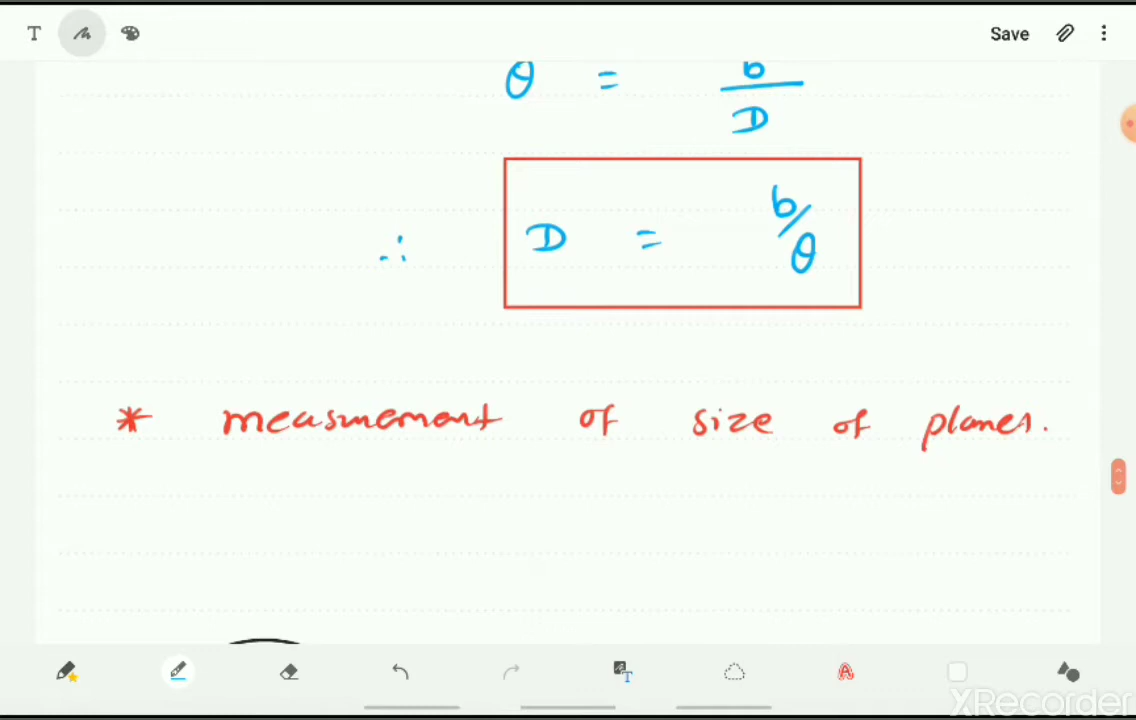 T Save
θ = b/D
∴ D = b/θ
* measurement of size of planes.
T A
XRecorder